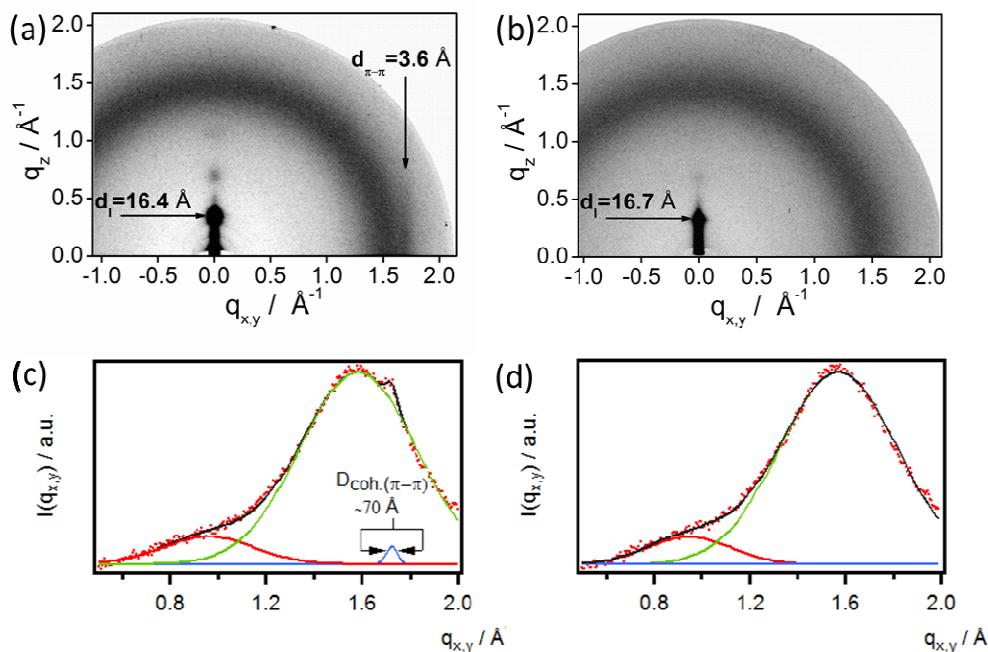 (a)
2.0
1.5
1.0
0.5
0.0
q_z / Å⁻¹
d_π–π=3.6 Å
d_l=16.4 Å
-1.0 -0.5 0.0 0.5 1.0 1.5 2.0
q_x,y / Å⁻¹
(b)
2.0
1.5
1.0
0.5
0.0
q_z / Å⁻¹
d_l=16.7 Å
-1.0 -0.5 0.0 0.5 1.0 1.5 2.0
q_x,y / Å⁻¹
(c)
I(q_x,y) / a.u.
D_coh.(π–π)
~70 Å
0.8 1.2 1.6 2.0
q_x,y / Å
(d)
I(q_x,y) / a.u.
0.8 1.2 1.6 2.0
q_x,y / Å